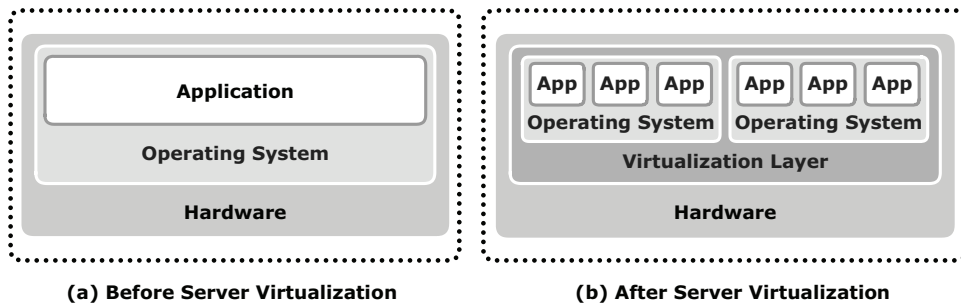 Application
Operating System
Hardware
(a) Before Server Virtualization
App App App App App App
Operating System Operating System
Virtualization Layer
Hardware
(b) After Server Virtualization